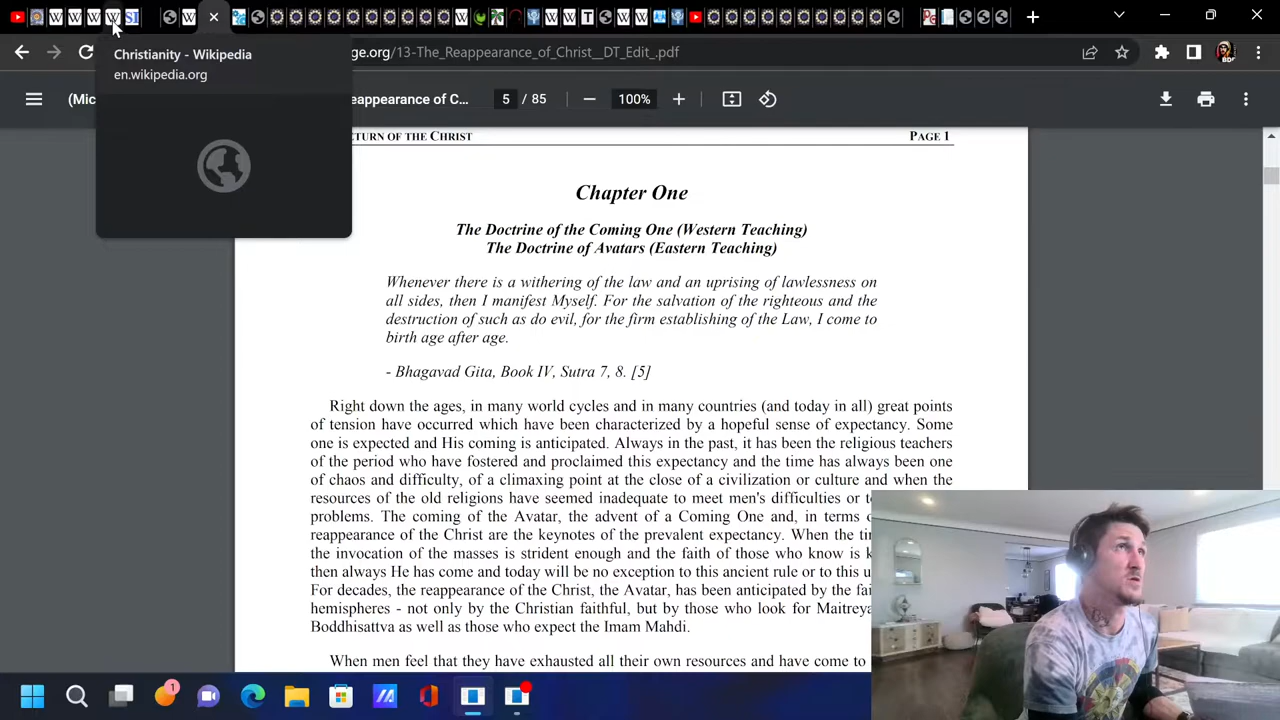 Christianity - Wikipedia
en.wikipedia.org
ge.org/13-The_Reappearance_of_Christ__DT_Edit_.pdf
(Mic
eappearance of C...
5 / 85
100%
TURN OF THE CHRIST
PAGE 1
Chapter One
The Doctrine of the Coming One (Western Teaching)
The Doctrine of Avatars (Eastern Teaching)
Whenever there is a withering of the law and an uprising of lawlessness on
all sides, then I manifest Myself. For the salvation of the righteous and the
destruction of such as do evil, for the firm establishing of the Law, I come to
birth age after age.
- Bhagavad Gita, Book IV, Sutra 7, 8. [5]
Right down the ages, in many world cycles and in many countries (and today in all) great points
of tension have occurred which have been characterized by a hopeful sense of expectancy. Some
one is expected and His coming is anticipated. Always in the past, it has been the religious teachers
of the period who have fostered and proclaimed this expectancy and the time has always been one
of chaos and difficulty, of a climaxing point at the close of a civilization or culture and when the
resources of the old religions have seemed inadequate to meet men's difficulties or to
problems. The coming of the Avatar, the advent of a Coming One and, in terms
reappearance of the Christ are the keynotes of the prevalent expectancy. When the
the invocation of the masses is strident enough and the faith of those who know is
then always He has come and today will be no exception to this ancient rule or to this
For decades, the reappearance of the Christ, the Avatar, has been anticipated by the
hemispheres - not only by the Christian faithful, but by those who look for Maitreya
Boddhisattva as well as those who expect the Imam Mahdi.
When men feel that they have exhausted all their own resources and have come to